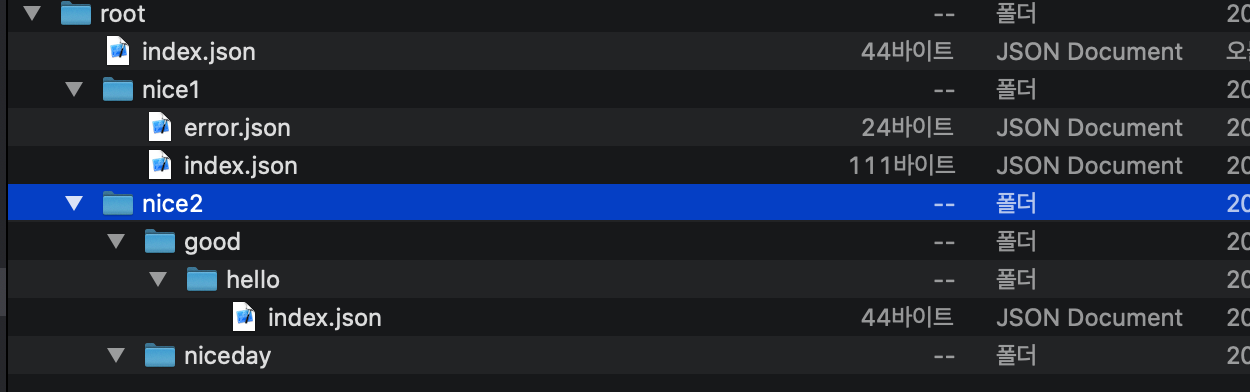 root -- 폴더 20
index.json 44바이트 JSON Document 오
nice1 -- 폴더 20
error.json 24바이트 JSON Document 20
index.json 111바이트 JSON Document 20
nice2 -- 폴더 20
good -- 폴더 20
hello -- 폴더 20
index.json 44바이트 JSON Document 20
niceday -- 폴더 20